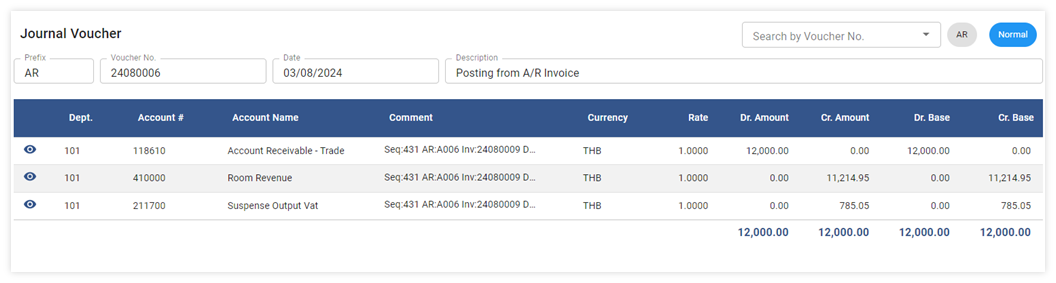 Journal Voucher Search by Voucher No. AR Normal
Prefix Voucher No. Date Description
AR 24080006 03/08/2024 Posting from A/R Invoice
Dept. Account # Account Name Comment Currency Rate Dr. Amount Cr. Amount Dr. Base Cr. Base
101 118610 Account Receivable - Trade Seq:431 AR:A006 Inv:24080009 D... THB 1.0000 12,000.00 0.00 12,000.00 0.00
101 410000 Room Revenue Seq:431 AR:A006 Inv:24080009 D... THB 1.0000 0.00 11,214.95 0.00 11,214.95
101 211700 Suspense Output Vat Seq:431 AR:A006 Inv:24080009 D... THB 1.0000 0.00 785.05 0.00 785.05
12,000.00 12,000.00 12,000.00 12,000.00